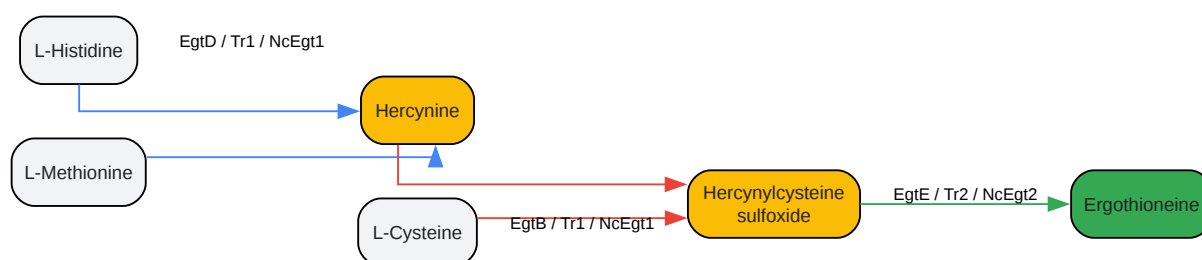 L-Histidine
EgtD / Tr1 / NcEgt1
Hercynine
L-Methionine
Hercynylcysteine
sulfoxide
EgtE / Tr2 / NcEgt2
Ergothioneine
L-Cysteine
EgtB / Tr1 / NcEgt1